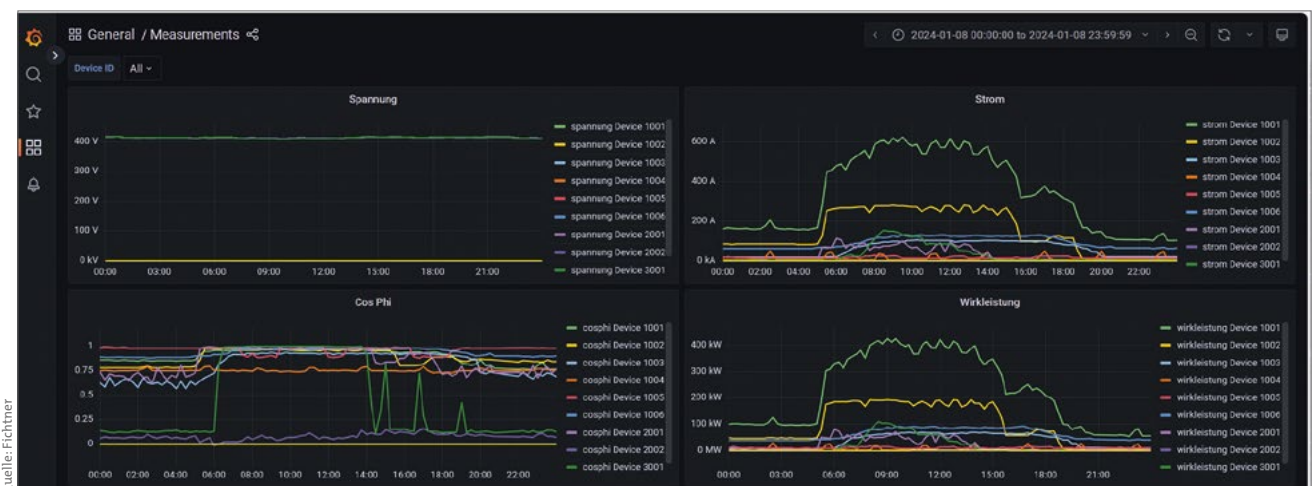 General / Measurements
2024-01-08 00:00:00 to 2024-01-08 23:59:59
Device ID All
Spannung
400 V
300 V
200 V
100 V
0 kV
00:00 03:00 06:00 09:00 12:00 15:00 18:00 21:00
spannung Device 1001
spannung Device 1002
spannung Device 1003
spannung Device 1004
spannung Device 1005
spannung Device 1006
spannung Device 2001
spannung Device 2002
spannung Device 3001
Strom
600 A
400 A
200 A
0 kA
00:00 02:00 04:00 06:00 08:00 10:00 12:00 14:00 16:00 18:00 20:00 22:00
strom Device 1001
strom Device 1002
strom Device 1003
strom Device 1004
strom Device 1005
strom Device 1006
strom Device 2001
strom Device 2002
strom Device 3001
Cos Phi
1
0.75
0.5
0.25
0
00:00 02:00 04:00 06:00 08:00 10:00 12:00 14:00 16:00 18:00 20:00 22:00
cosphi Device 1001
cosphi Device 1002
cosphi Device 1003
cosphi Device 1004
cosphi Device 1005
cosphi Device 1006
cosphi Device 2001
cosphi Device 2002
cosphi Device 3001
Wirkleistung
400 kW
300 kW
200 kW
100 kW
0 MW
00:00 03:00 06:00 09:00 12:00 15:00 18:00 21:00
wirkleistung Device 1001
wirkleistung Device 1002
wirkleistung Device 1003
wirkleistung Device 1004
wirkleistung Device 1005
wirkleistung Device 1006
wirkleistung Device 2001
wirkleistung Device 2002
wirkleistung Device 3001
uelle: Fichtner